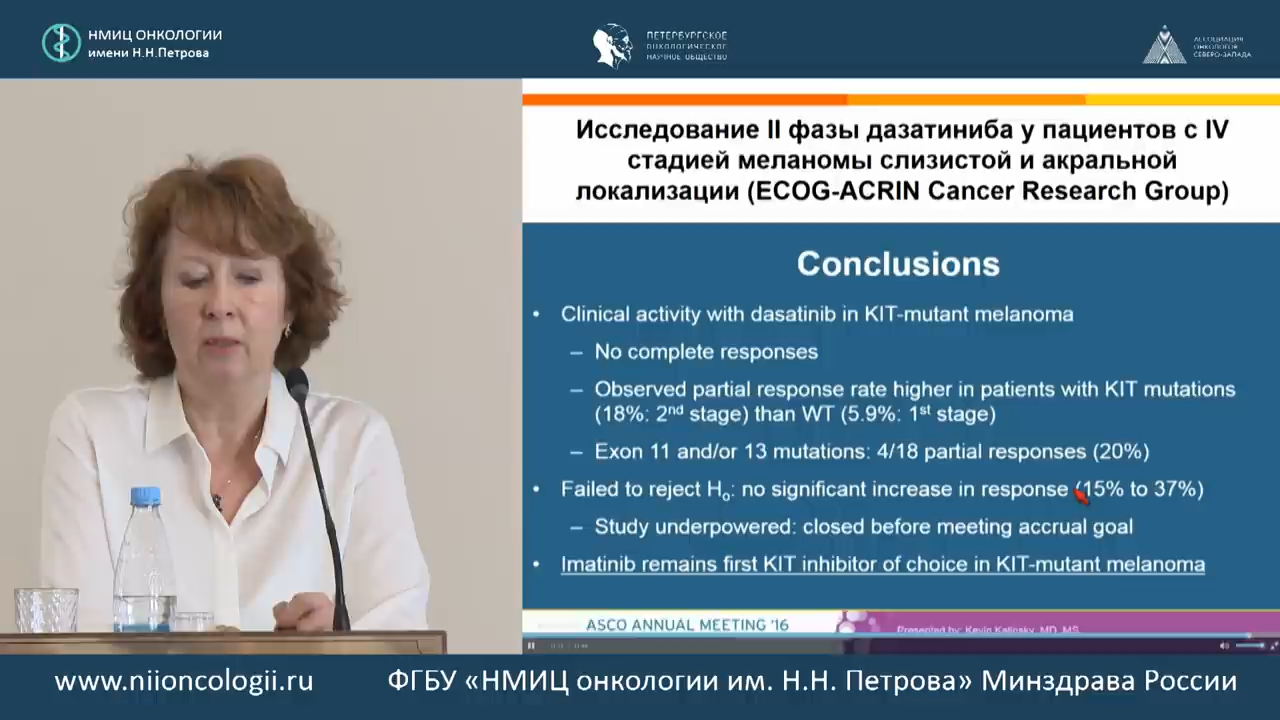 НМИЦ ОНКОЛОГИИ
имени Н.Н.Петрова
ПЕТЕРБУРГСКОЕ
ОНКОЛОГИЧЕСКОЕ
НАУЧНОЕ ОБЩЕСТВО
АССОЦИАЦИЯ
ОНКОЛОГОВ
СЕВЕРО-ЗАПАДА
Исследование II фазы дазатиниба у пациентов с IV
стадией меланомы слизистой и акральной
локализации (ECOG-ACRIN Cancer Research Group)
Conclusions
• Clinical activity with dasatinib in KIT-mutant melanoma
– No complete responses
– Observed partial response rate higher in patients with KIT mutations
(18%: 2nd stage) than WT (5.9%: 1st stage)
– Exon 11 and/or 13 mutations: 4/18 partial responses (20%)
• Failed to reject Ho: no significant increase in response (15% to 37%)
– Study underpowered: closed before meeting accrual goal
• Imatinib remains first KIT inhibitor of choice in KIT-mutant melanoma
ASCO ANNUAL MEETING '16
Presented by: Kevin Kalinsky, MD, MS
www.niioncologii.ru
ФГБУ «НМИЦ онкологии им. Н.Н. Петрова» Минздрава России